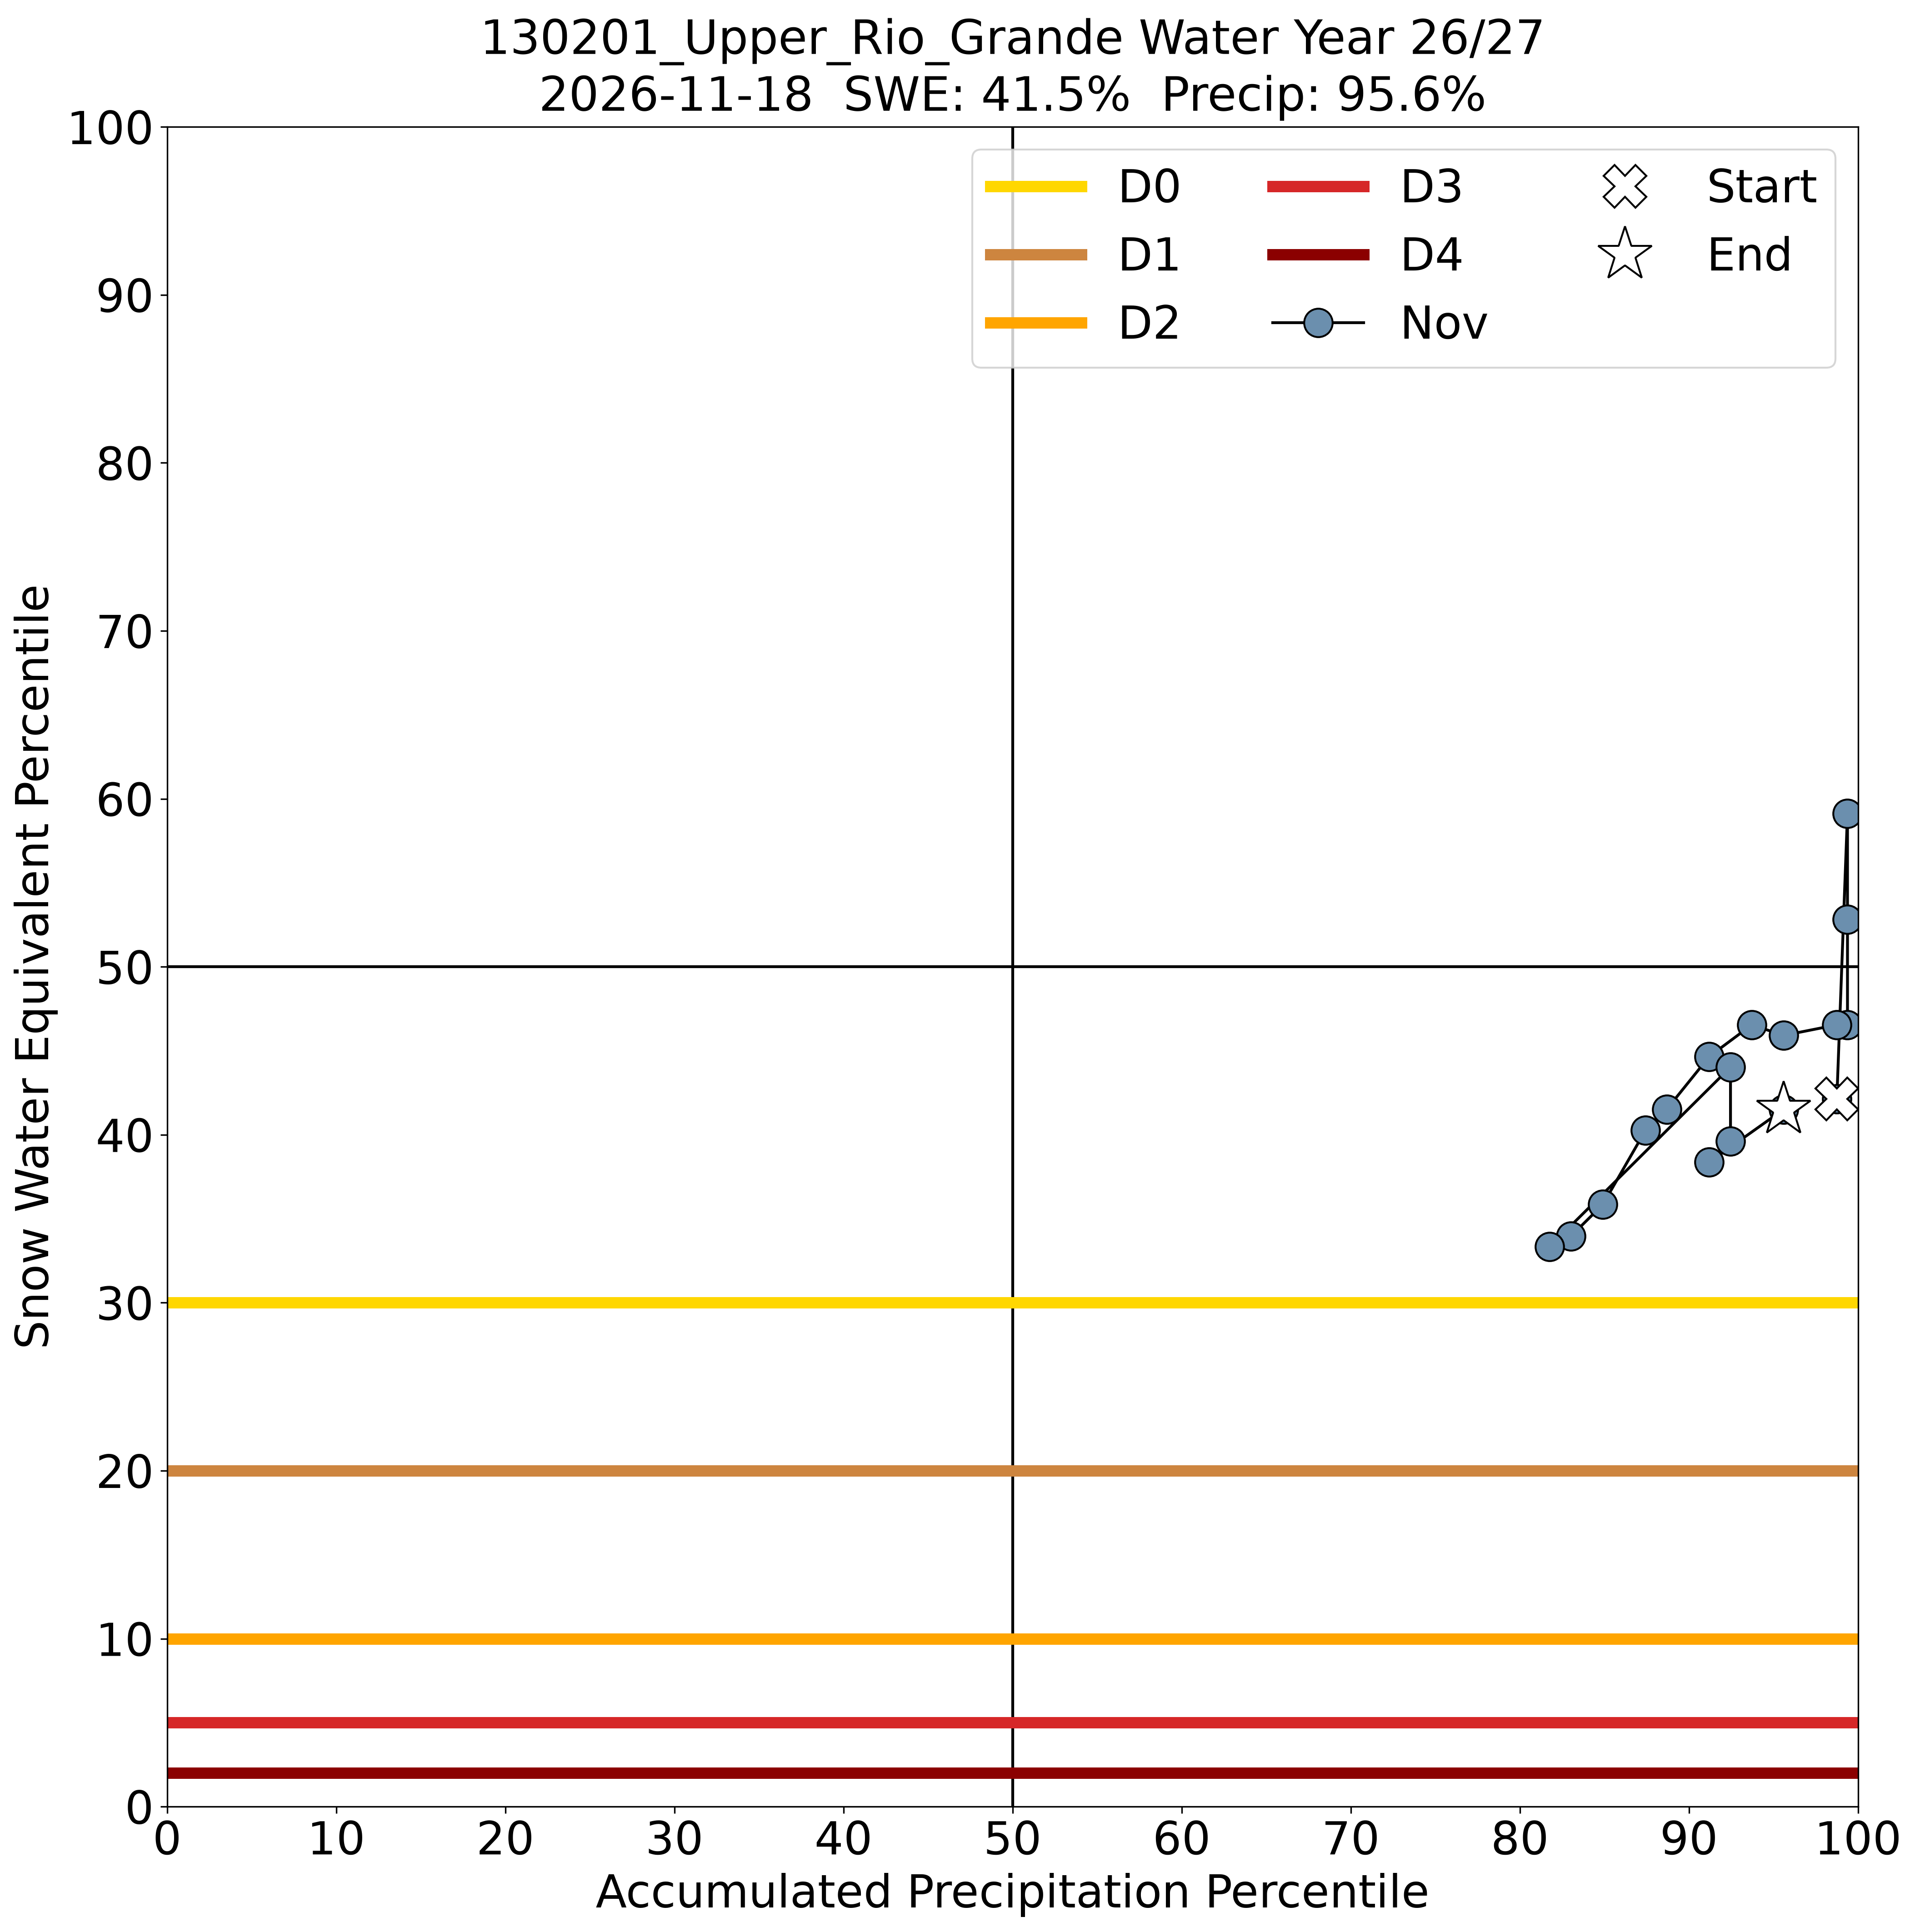 130201_Upper_Rio_Grande Water Year 26/27
2026-11-18 SWE: 41.5% Precip: 95.6%
100
90
80
70
60
50
40
30
20
10
0
Snow Water Equivalent Percentile
D0
D1
D2
D3
D4
Nov
Start
End
0 10 20 30 40 50 60 70 80 90 100
Accumulated Precipitation Percentile